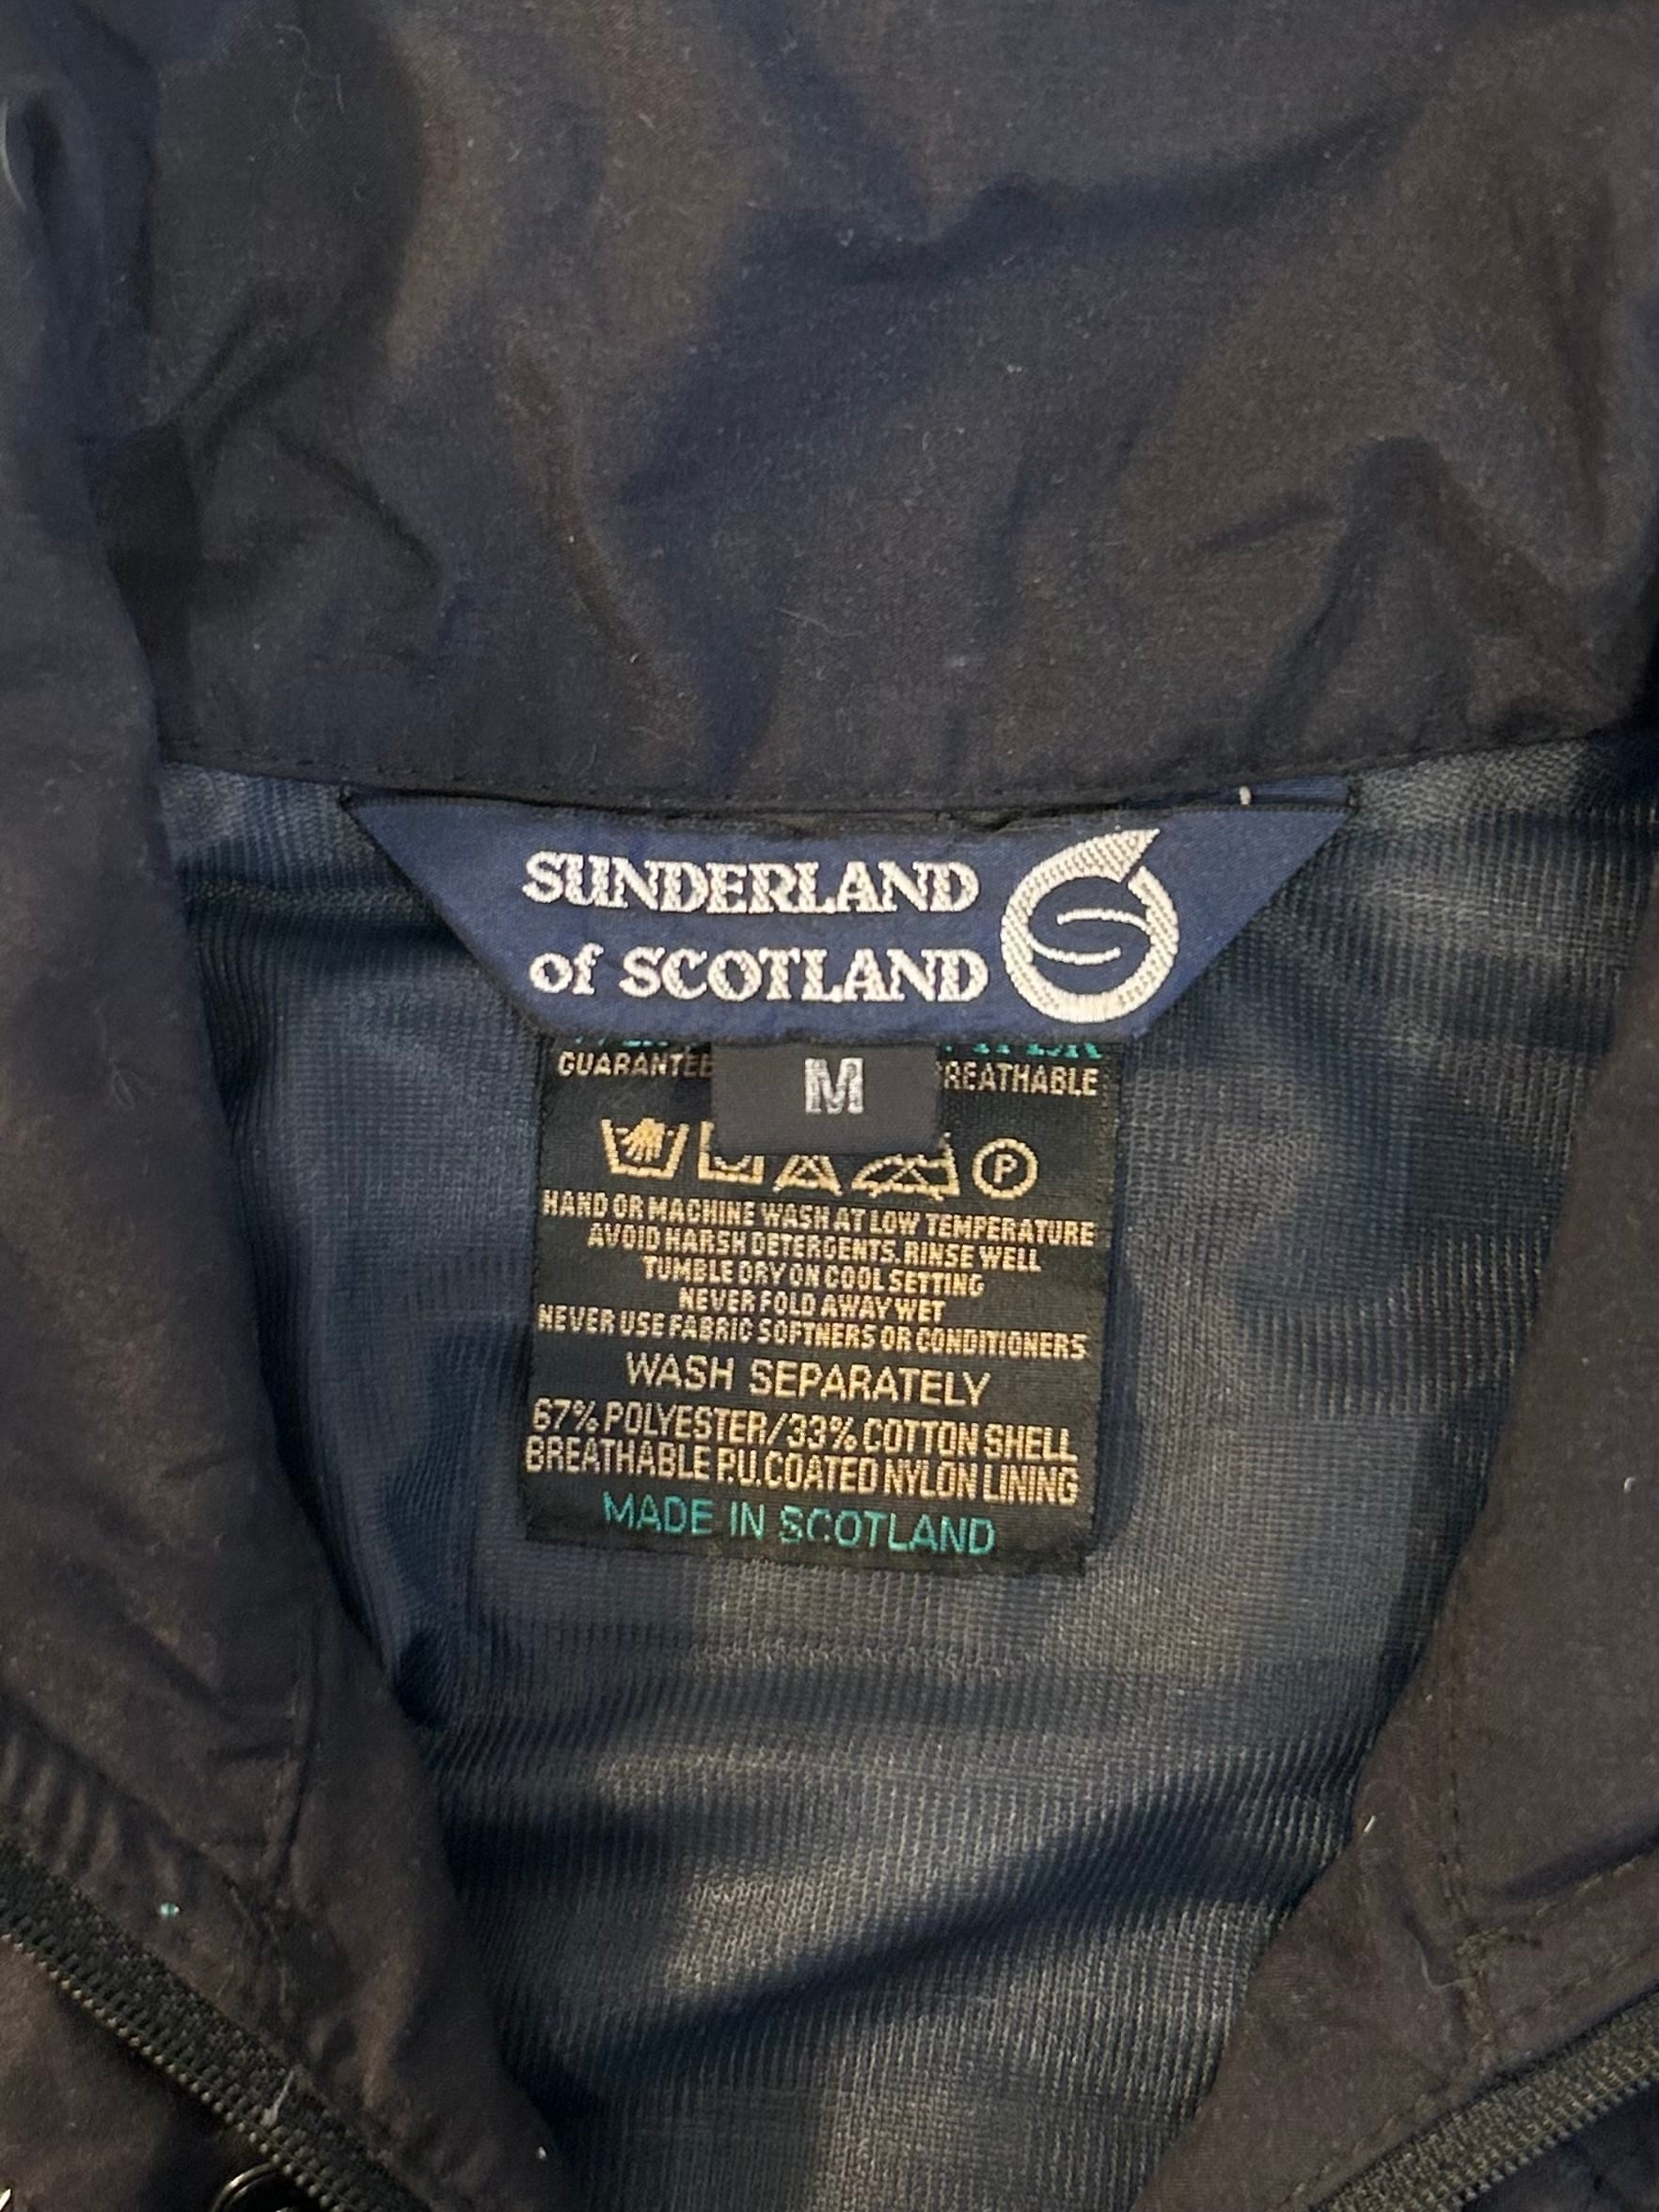 SUNDERLAND
of SCOTLAND
M
P
HAND OR MACHINE WASH AT LOW TEMPERATURE
AVOID HARSH DETERGENTS. RINSE WELL
TUMBLE DRY ON COOL SETTING
NEVER FOLD AWAY WET
NEVER USE FABRIC SOFTNERS OR CONDITIONERS
WASH SEPARATELY
67% POLYESTER/33% COTTON SHELL
BREATHABLE P.U. COATED NYLON LINING
MADE IN SCOTLAND